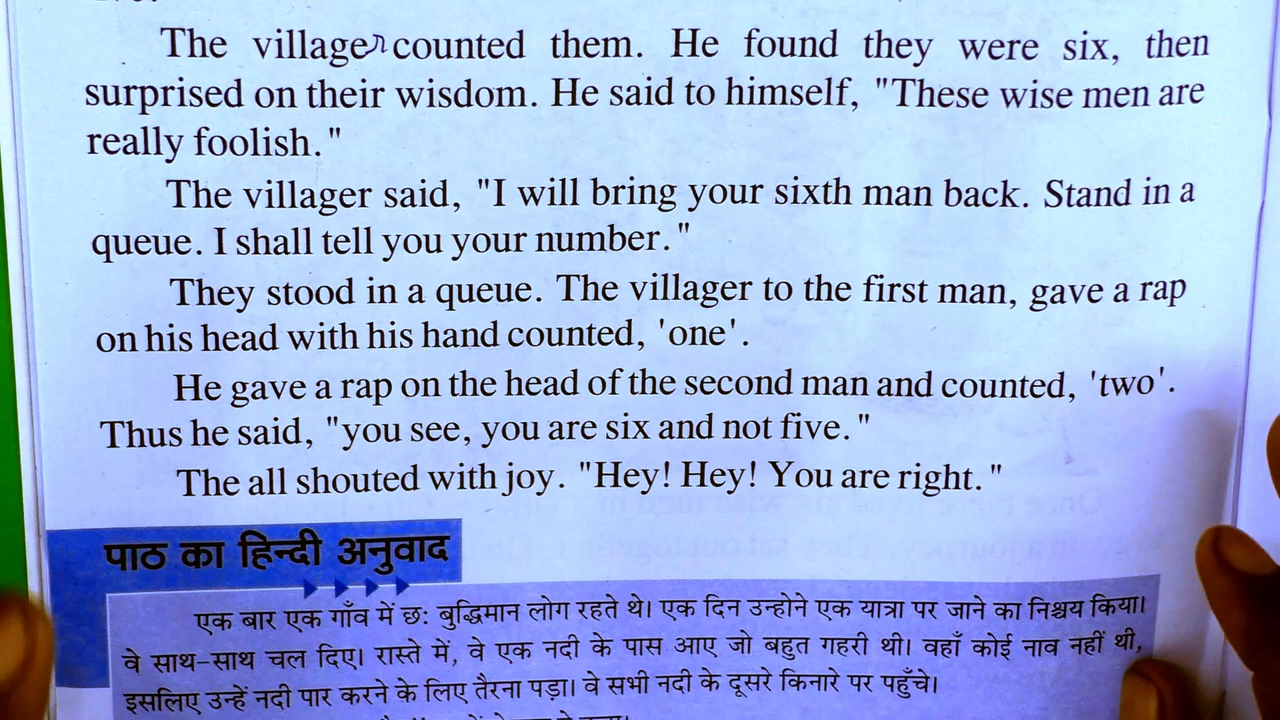 The village counted them. He found they were six, then
surprised on their wisdom. He said to himself, "These wise men are
really foolish."
The villager said, "I will bring your sixth man back. Stand in a
queue. I shall tell you your number."
They stood in a queue. The villager to the first man, gave a rap
on his head with his hand counted, 'one'.
He gave a rap on the head of the second man and counted, 'two'.
Thus he said, "you see, you are six and not five."
The all shouted with joy. "Hey! Hey! You are right."
पाठ का हिन्दी अनुवाद
एक बार एक गाँव में छः बुद्धिमान लोग रहते थे। एक दिन उन्होने एक यात्रा पर जाने का निश्चय किया।
वे साथ-साथ चल दिए। रास्ते में, वे एक नदी के पास आए जो बहुत गहरी थी। वहाँ कोई नाव नहीं थी,
इसलिए उन्हें नदी पार करने के लिए तैरना पड़ा। वे सभी नदी के दूसरे किनारे पर पहुँचे।